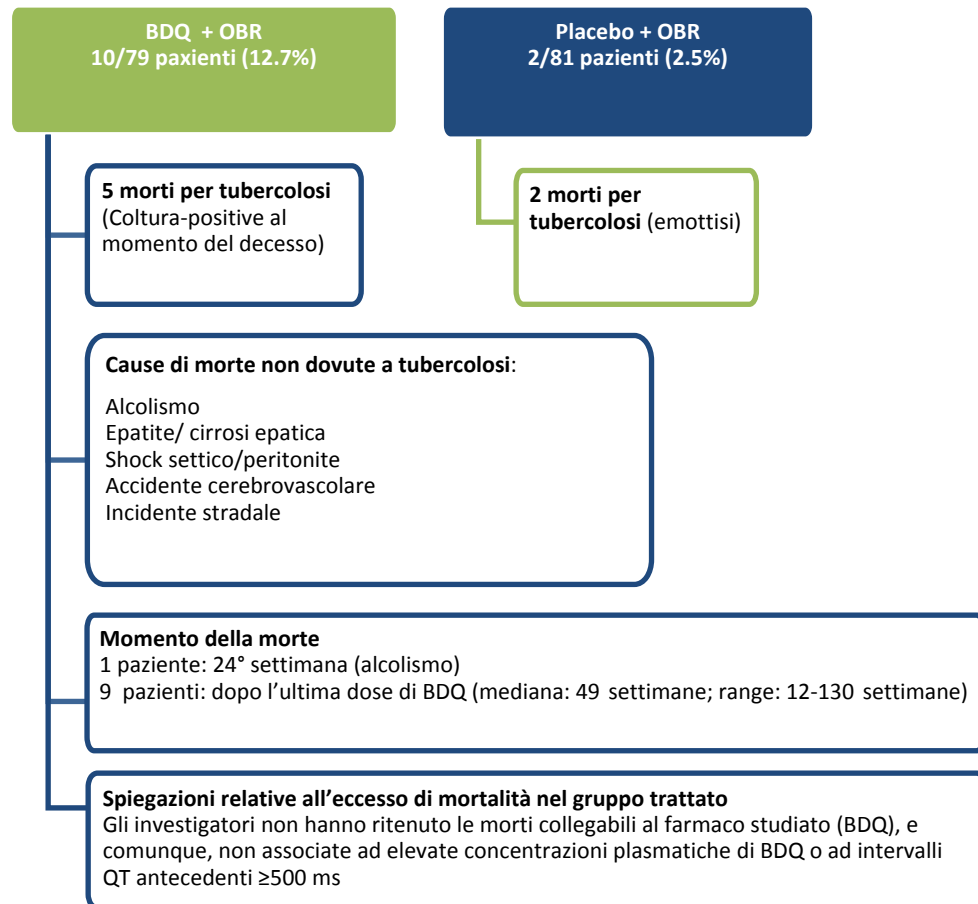 BDQ + OBR
10/79 paxienti (12.7%)
Placebo + OBR
2/81 pazienti (2.5%)
5 morti per tubercolosi
(Coltura-positive al
momento del decesso)
2 morti per
tubercolosi (emottisi)
Cause di morte non dovute a tubercolosi:
Alcolismo
Epatite/ cirrosi epatica
Shock settico/peritonite
Accidente cerebrovascolare
Incidente stradale
Momento della morte
1 paziente: 24° settimana (alcolismo)
9 pazienti: dopo l'ultima dose di BDQ (mediana: 49 settimane; range: 12-130 settimane)
Spiegazioni relative all'eccesso di mortalità nel gruppo trattato
Gli investigatori non hanno ritenuto le morti collegabili al farmaco studiato (BDQ), e
comunque, non associate ad elevate concentrazioni plasmatiche di BDQ o ad intervalli
QT antecedenti ≥500 ms